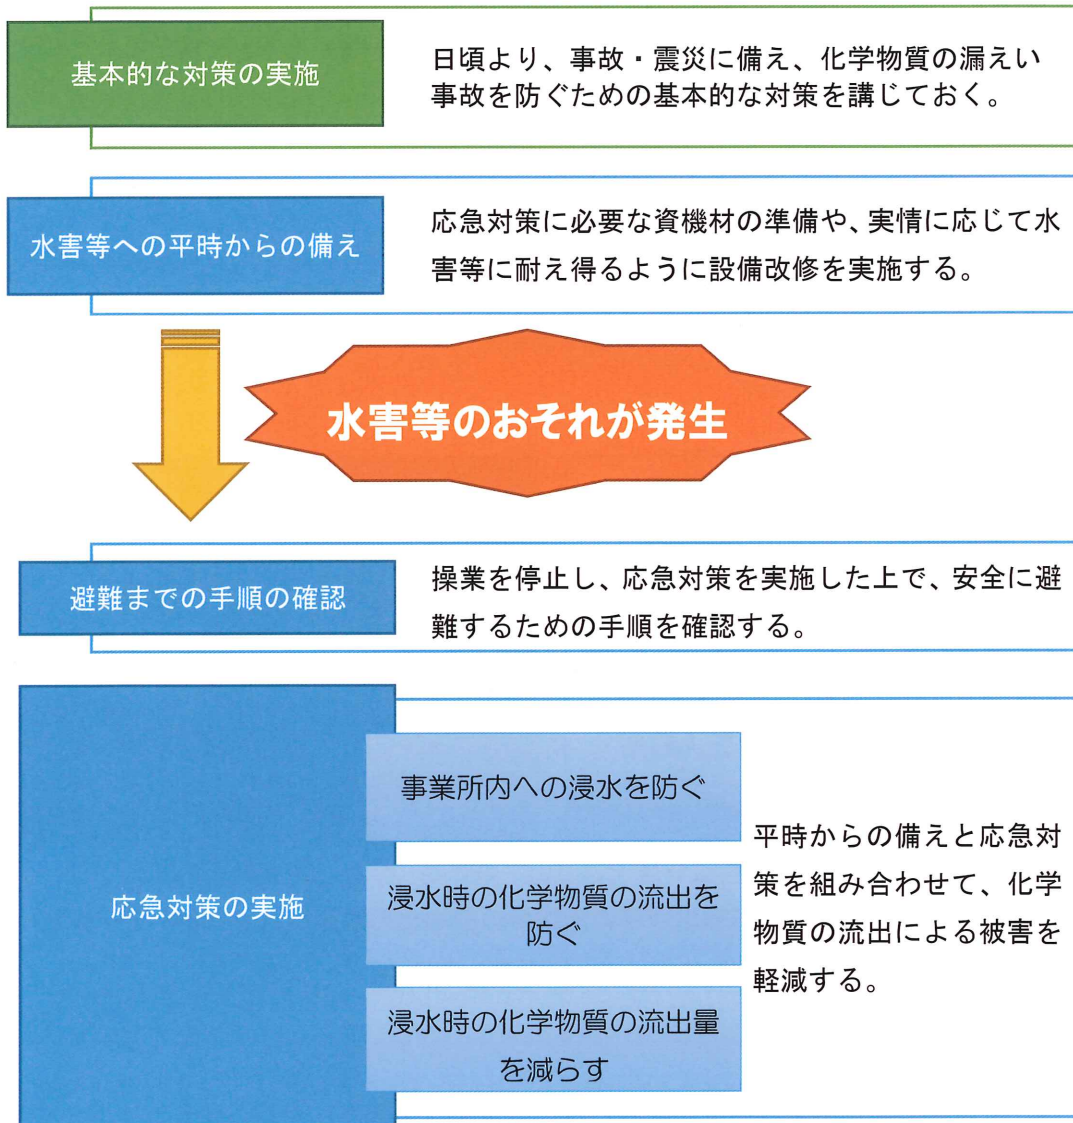 基本的な対策の実施
日頃より、事故・震災に備え、化学物質の漏えい
事故を防ぐための基本的な対策を講じておく。
水害等への平時からの備え
応急対策に必要な資機材の準備や、実情に応じて水
害等に耐え得るように設備改修を実施する。
水害等のおそれが発生
避難までの手順の確認
操業を停止し、応急対策を実施した上で、安全に避
難するための手順を確認する。
応急対策の実施
事業所内への浸水を防ぐ
浸水時の化学物質の流出を
防ぐ
浸水時の化学物質の流出量
を減らす
平時からの備えと応急対
策を組み合わせて、化学
物質の流出による被害を
軽減する。